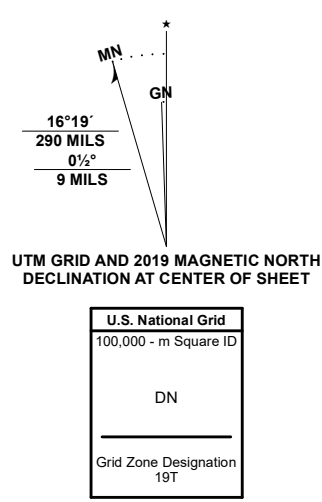 ★
MN
GN
16°19´
290 MILS
0½°
9 MILS
UTM GRID AND 2019 MAGNETIC NORTH
DECLINATION AT CENTER OF SHEET
U.S. National Grid
100,000 - m Square ID
DN
Grid Zone Designation
19T